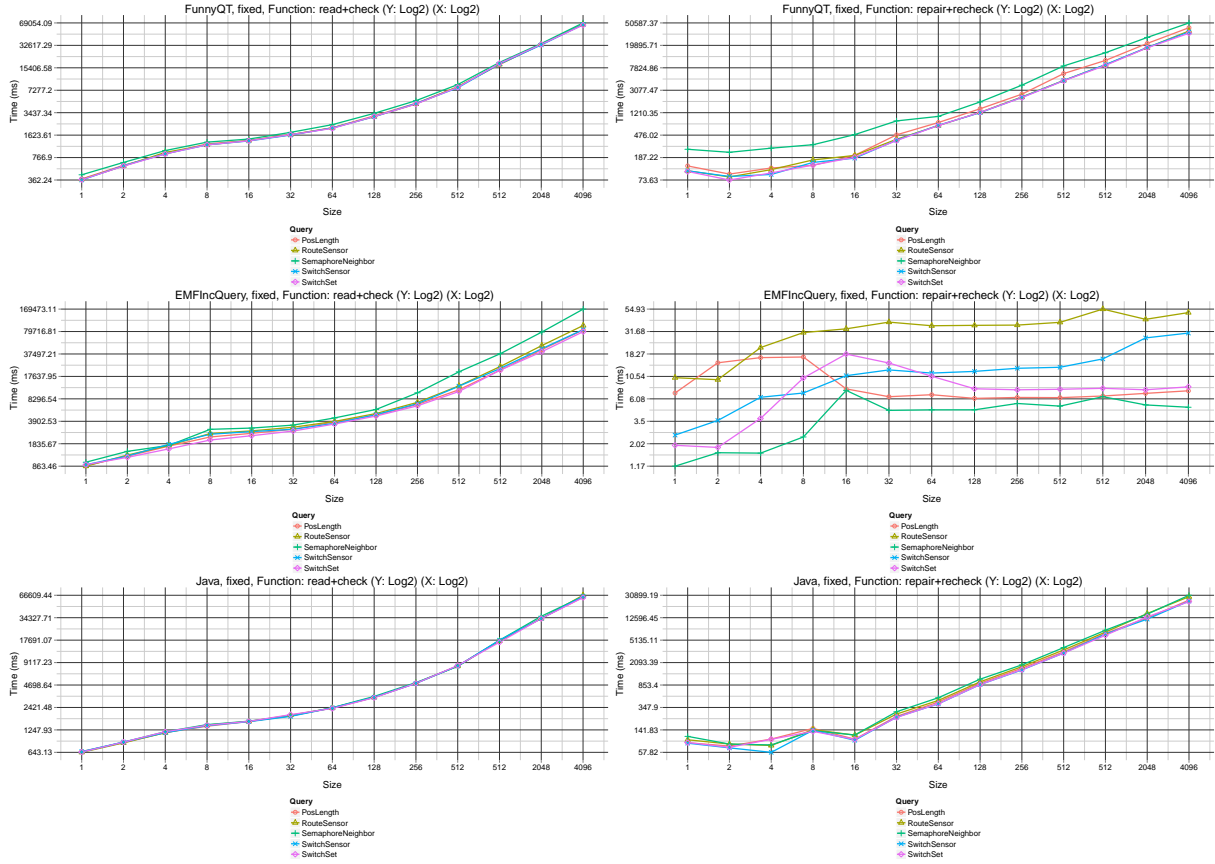 FunnyQT, fixed, Function: read+check (Y: Log2) (X: Log2)
69054.09
32617.29
15406.58
7277.2
3437.34
1623.61
766.9
362.24
Time (ms)
1 2 4 8 16 32 64 128 256 512 512 2048 4096
Size
Query
PosLength
RouteSensor
SemaphoreNeighbor
SwitchSensor
SwitchSet
FunnyQT, fixed, Function: repair+recheck (Y: Log2) (X: Log2)
50587.37
19895.71
7824.86
3077.47
1210.35
476.02
187.22
73.63
Time (ms)
1 2 4 8 16 32 64 128 256 512 512 2048 4096
Size
Query
PosLength
RouteSensor
SemaphoreNeighbor
SwitchSensor
SwitchSet
EMFIncQuery, fixed, Function: read+check (Y: Log2) (X: Log2)
169473.11
79716.81
37497.21
17637.95
8296.54
3902.53
1835.67
863.46
Time (ms)
1 2 4 8 16 32 64 128 256 512 512 2048 4096
Size
Query
PosLength
RouteSensor
SemaphoreNeighbor
SwitchSensor
SwitchSet
EMFIncQuery, fixed, Function: repair+recheck (Y: Log2) (X: Log2)
54.93
31.68
18.27
10.54
6.08
3.5
2.02
1.17
Time (ms)
1 2 4 8 16 32 64 128 256 512 512 2048 4096
Size
Query
PosLength
RouteSensor
SemaphoreNeighbor
SwitchSensor
SwitchSet
Java, fixed, Function: read+check (Y: Log2) (X: Log2)
66609.44
34327.71
17691.07
9117.23
4698.64
2421.48
1247.93
643.13
Time (ms)
1 2 4 8 16 32 64 128 256 512 512 2048 4096
Size
Query
PosLength
RouteSensor
SemaphoreNeighbor
SwitchSensor
SwitchSet
Java, fixed, Function: repair+recheck (Y: Log2) (X: Log2)
30899.19
12596.45
5135.11
2093.39
853.4
347.9
141.83
57.82
Time (ms)
1 2 4 8 16 32 64 128 256 512 512 2048 4096
Size
Query
PosLength
RouteSensor
SemaphoreNeighbor
SwitchSensor
SwitchSet